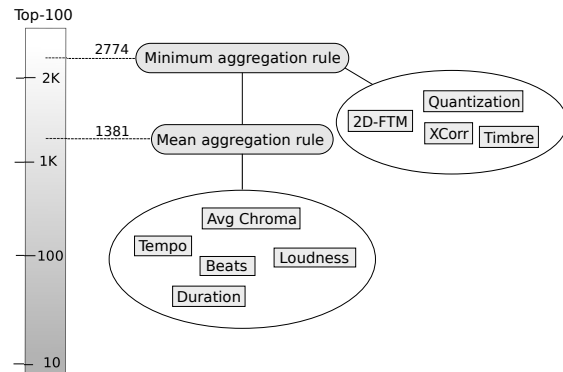 Top-100
2774
Minimum aggregation rule
2K
Quantization
2D-FTM
XCorr
Timbre
1381
Mean aggregation rule
1K
Avg Chroma
Tempo
Loudness
100
Beats
Duration
10